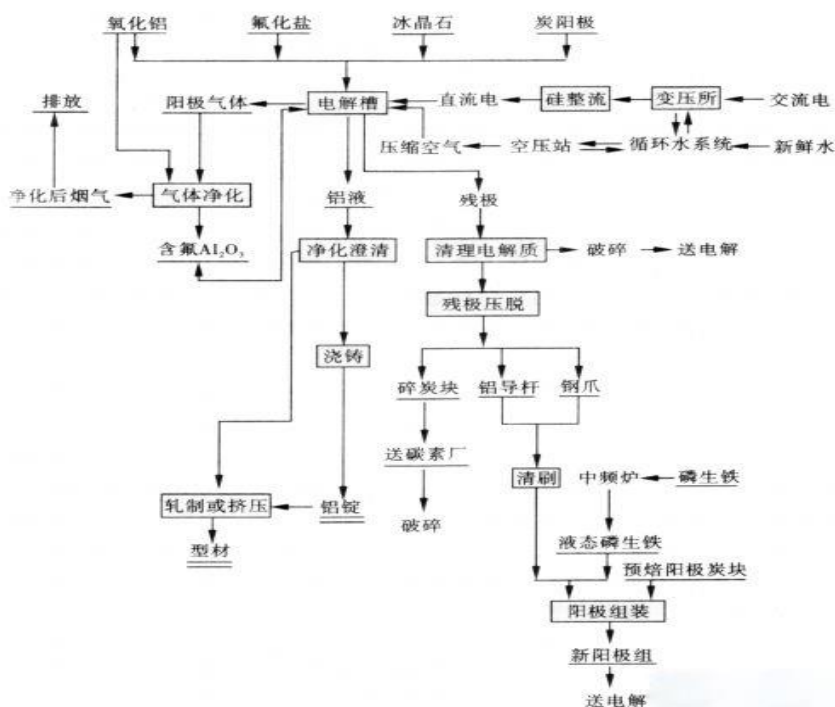 氧化铝 氟化盐 冰晶石 炭阳极
排放 阳极气体 电解槽 直流电 硅整流 变压所 交流电
压缩空气 空压站 循环水系统 新鲜水
净化后烟气 气体净化 铝液 残极
含氟Al₂O₃ 净化澄清 清理电解质 破碎 送电解
残极压脱
浇铸
碎炭块 铝导杆 钢爪
送碳素厂
清刷 中频炉 磷生铁
轧制或挤压 铝锭 破碎
型材 液态磷生铁
预焙阳极炭块
阳极组装
新阳极组
送电解